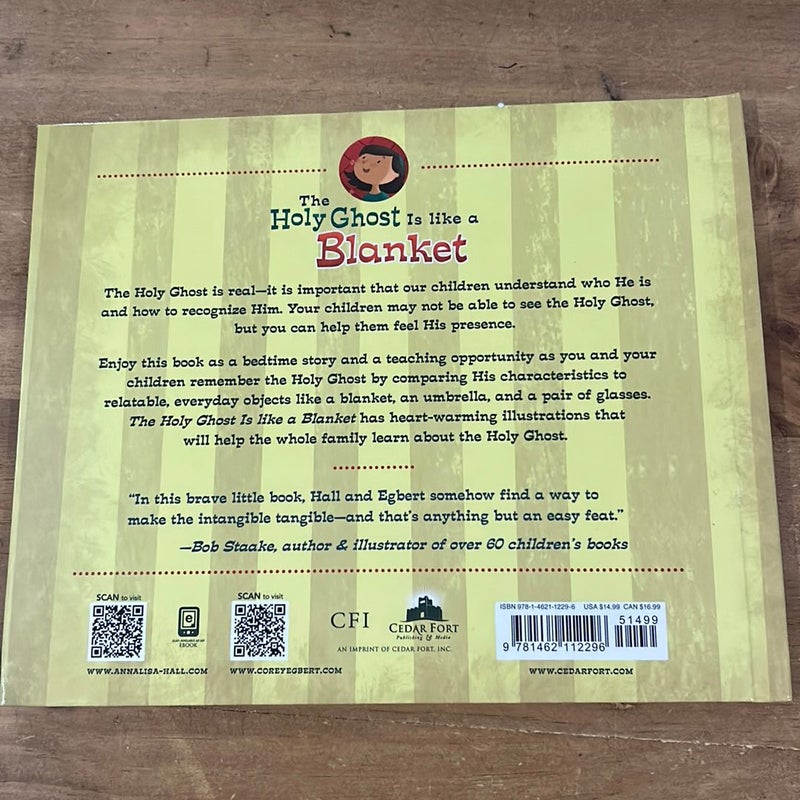 The
Holy Ghost Is like a
Blanket
The Holy Ghost is real—it is important that our children understand who He is
and how to recognize Him. Your children may not be able to see the Holy Ghost,
but you can help them feel His presence.
Enjoy this book as a bedtime story and a teaching opportunity as you and your
children remember the Holy Ghost by comparing His characteristics to
relatable, everyday objects like a blanket, an umbrella, and a pair of glasses.
The Holy Ghost Is like a Blanket has heart-warming illustrations that
will help the whole family learn about the Holy Ghost.
“In this brave little book, Hall and Egbert somehow find a way to
make the intangible tangible—and that’s anything but an easy feat.”
—Bob Staake, author & illustrator of over 60 children’s books
SCAN to visit
WWW.ANNALISA-HALL.COM
e
ALSO AVAILABLE AS AN
EBOOK
SCAN to visit
WWW.COREYEGBERT.COM
CFI
CEDAR FORT
Publishing & Media
AN IMPRINT OF CEDAR FORT, INC.
ISBN 978-1-4621-1229-6 USA $14.99 CAN $16.99
51499
9 781462 112296
WWW.CEDARFORT.COM